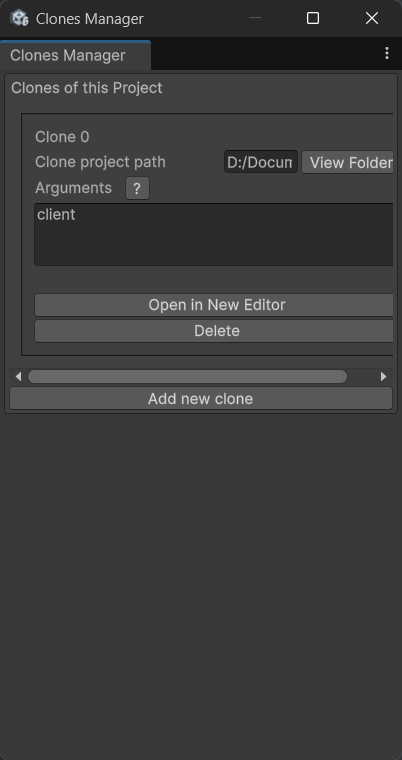 Clones Manager
Clones Manager
Clones of this Project
Clone 0
Clone project path D:/Docun View Folder
Arguments ?
client
Open in New Editor
Delete
Add new clone